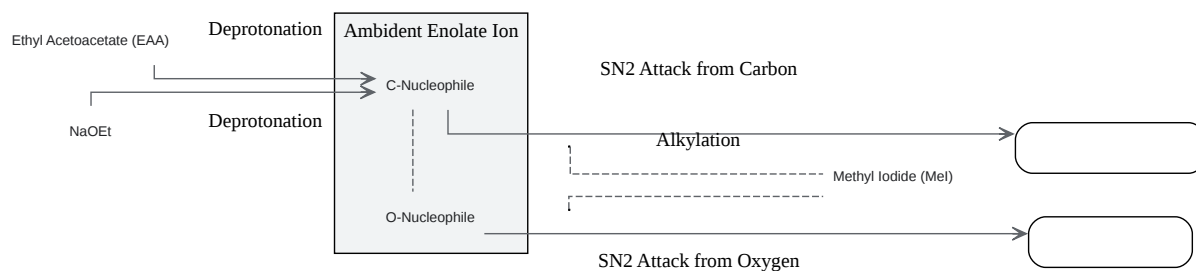 Deprotonation
Ambident Enolate Ion
Ethyl Acetoacetate (EAA)
SN2 Attack from Carbon
C-Nucleophile
Deprotonation
NaOEt
Alkylation
Methyl Iodide (MeI)
O-Nucleophile
SN2 Attack from Oxygen